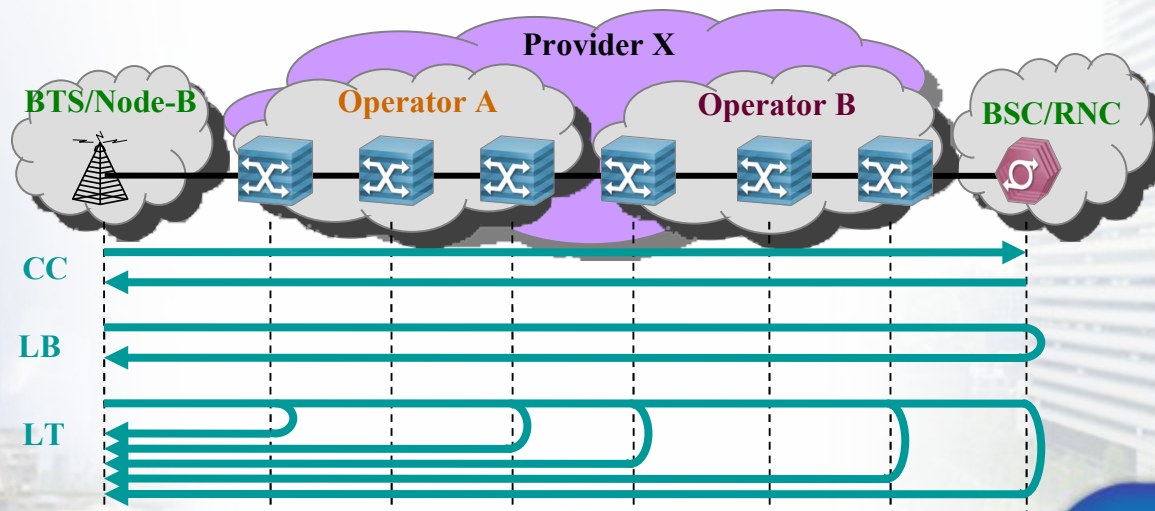 Provider X
BTS/Node-B
Operator A
Operator B
BSC/RNC
CC
LB
LT